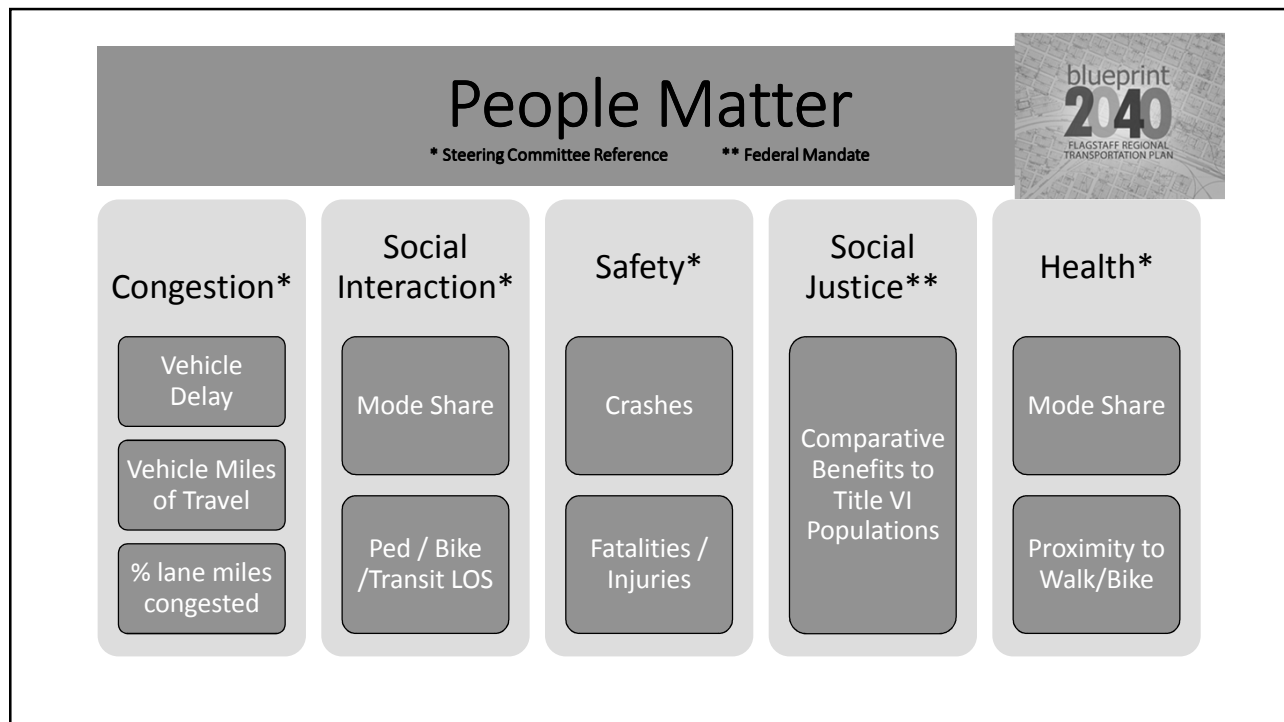 People Matter
* Steering Committee Reference ** Federal Mandate
blueprint
2040
FLAGSTAFF REGIONAL
TRANSPORTATION PLAN
Congestion*
Vehicle
Delay
Vehicle Miles
of Travel
% lane miles
congested
Social
Interaction*
Mode Share
Ped / Bike
/Transit LOS
Safety*
Crashes
Fatalities /
Injuries
Social
Justice**
Comparative
Benefits to
Title VI
Populations
Health*
Mode Share
Proximity to
Walk/Bike